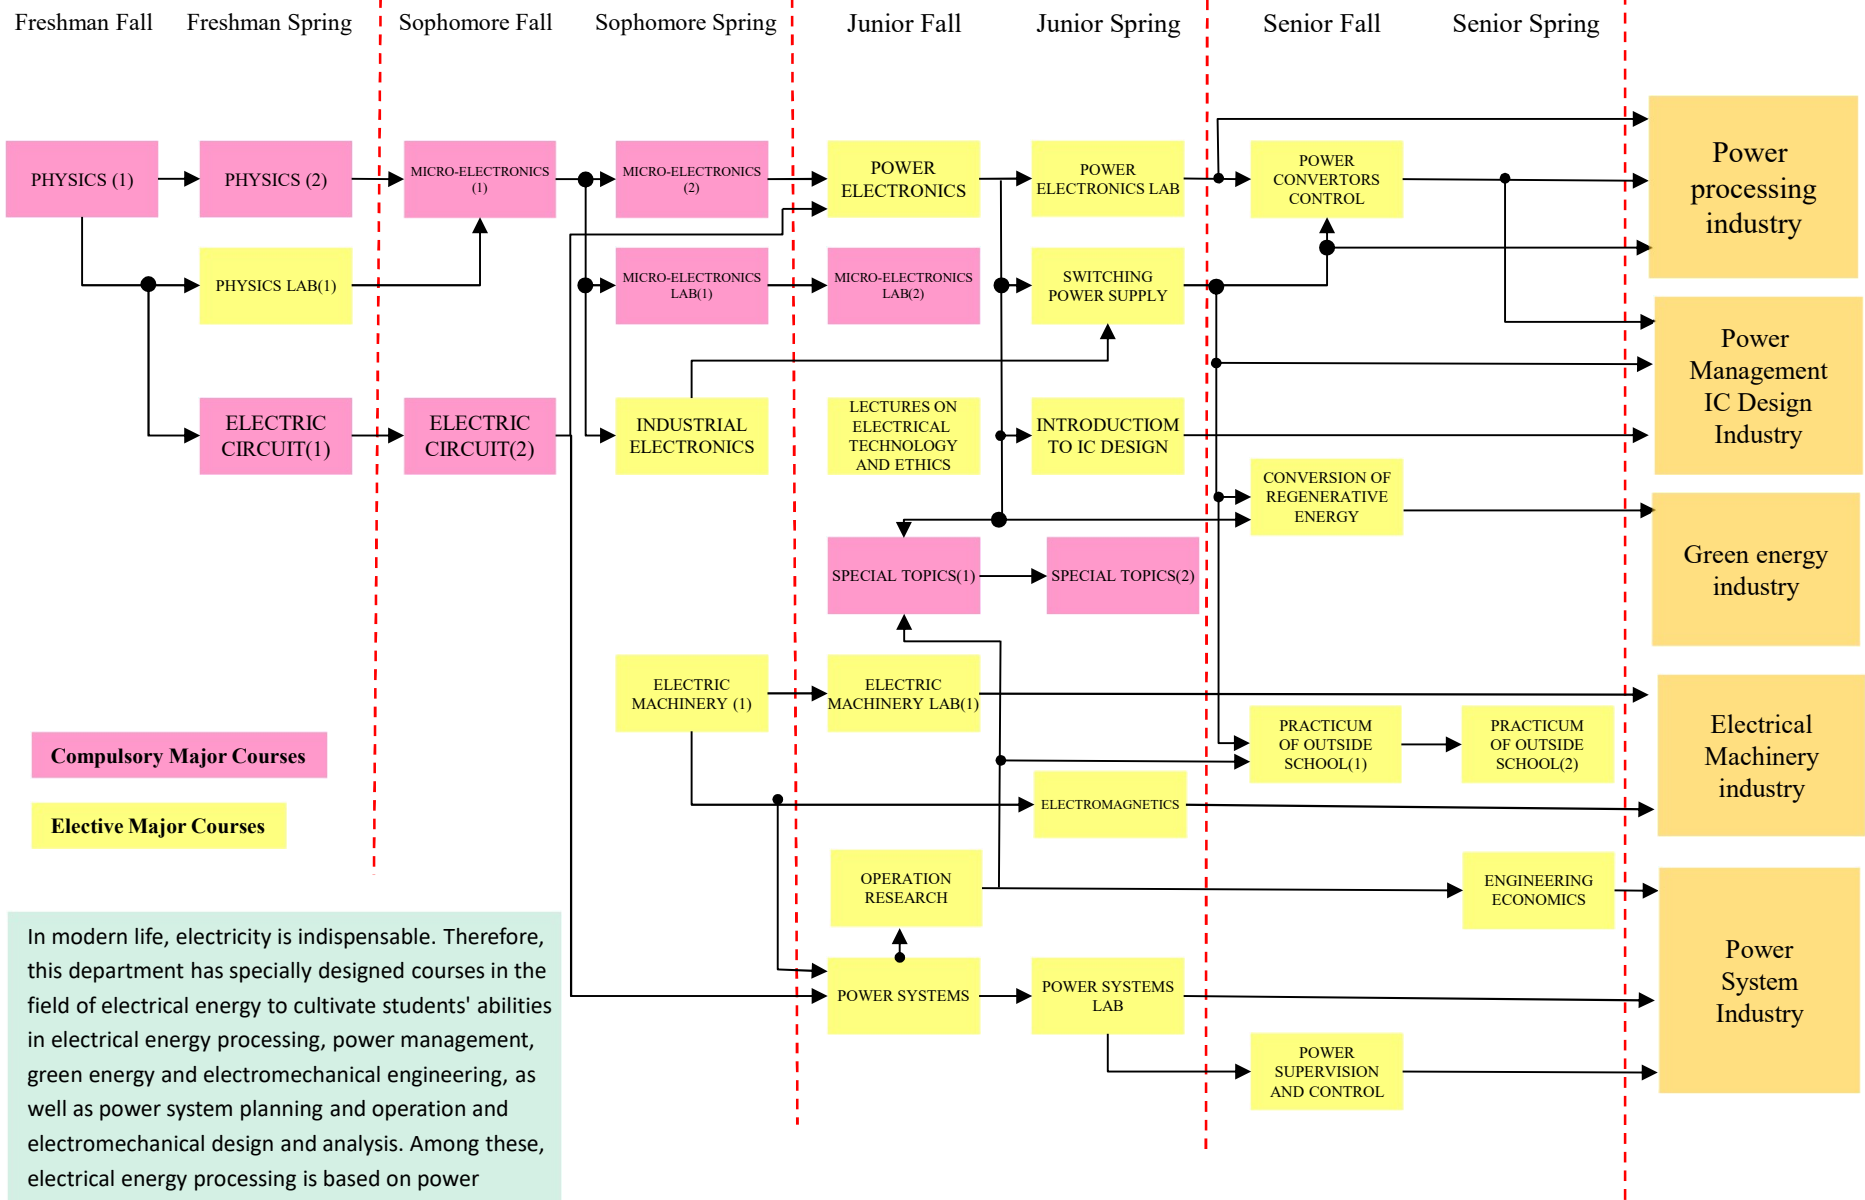 Freshman Fall
Freshman Spring
Sophomore Fall
Sophomore Spring
Junior Fall
Junior Spring
Senior Fall
Senior Spring
PHYSICS (1)
PHYSICS (2)
MICRO-ELECTRONICS
(1)
MICRO-ELECTRONICS
(2)
POWER
ELECTRONICS
POWER
ELECTRONICS LAB
POWER
CONVERTORS
CONTROL
Power
processing
industry
PHYSICS LAB(1)
MICRO-ELECTRONICS
LAB(1)
MICRO-ELECTRONICS
LAB(2)
SWITCHING
POWER SUPPLY
Power
Management
IC Design
Industry
ELECTRIC
CIRCUIT(1)
ELECTRIC
CIRCUIT(2)
INDUSTRIAL
ELECTRONICS
LECTURES ON
ELECTRICAL
TECHNOLOGY
AND ETHICS
INTRODUCTIOM
TO IC DESIGN
CONVERSION OF
REGENERATIVE
ENERGY
Green energy
industry
SPECIAL TOPICS(1)
SPECIAL TOPICS(2)
ELECTRIC
MACHINERY (1)
ELECTRIC
MACHINERY LAB(1)
PRACTICUM
OF OUTSIDE
SCHOOL(1)
PRACTICUM
OF OUTSIDE
SCHOOL(2)
Electrical
Machinery
industry
Compulsory Major Courses
Elective Major Courses
ELECTROMAGNETICS
OPERATION
RESEARCH
ENGINEERING
ECONOMICS
POWER SYSTEMS
POWER SYSTEMS
LAB
Power
System
Industry
POWER
SUPERVISION
AND CONTROL
In modern life, electricity is indispensable. Therefore,
this department has specially designed courses in the
field of electrical energy to cultivate students' abilities
in electrical energy processing, power management,
green energy and electromechanical engineering, as
well as power system planning and operation and
electromechanical design and analysis. Among these,
electrical energy processing is based on power